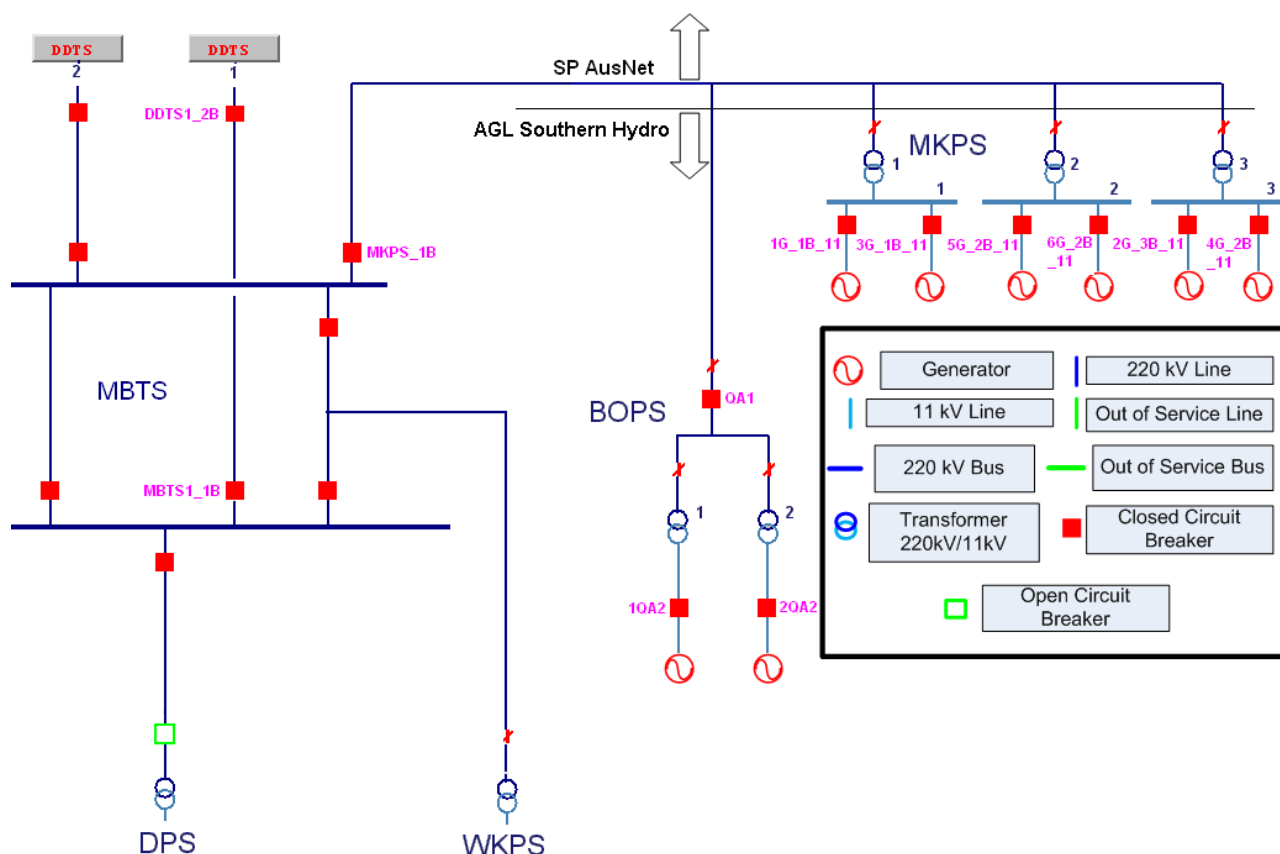 DDTS
DDTS
2
1
SP AusNet
DDTS1_2B
AGL Southern Hydro
MKPS
1
2
3
1
2
3
1G_1B_11
3G_1B_11
5G_2B_11
6G_2B
_11
2G_3B_11
4G_2B
_11
MKPS_1B
MBTS
BOPS
QA1
MBTS1_1B
1
2
1QA2
2QA2
DPS
WKPS
Generator
220 kV Line
11 kV Line
Out of Service Line
220 kV Bus
Out of Service Bus
Transformer
220kV/11kV
Closed Circuit
Breaker
Open Circuit
Breaker